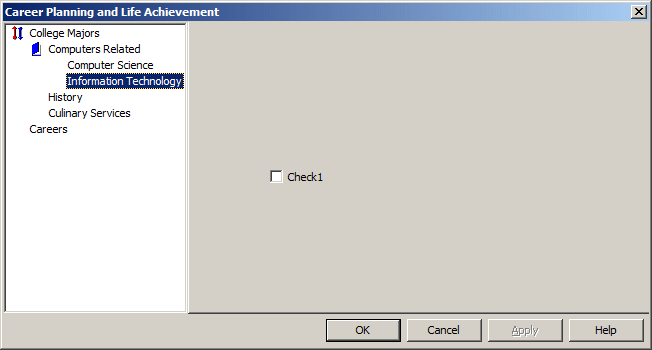 Career Planning and Life Achievement
College Majors
Computers Related
Computer Science
Information Technology
History
Culinary Services
Careers
Check1
OK Cancel Apply Help